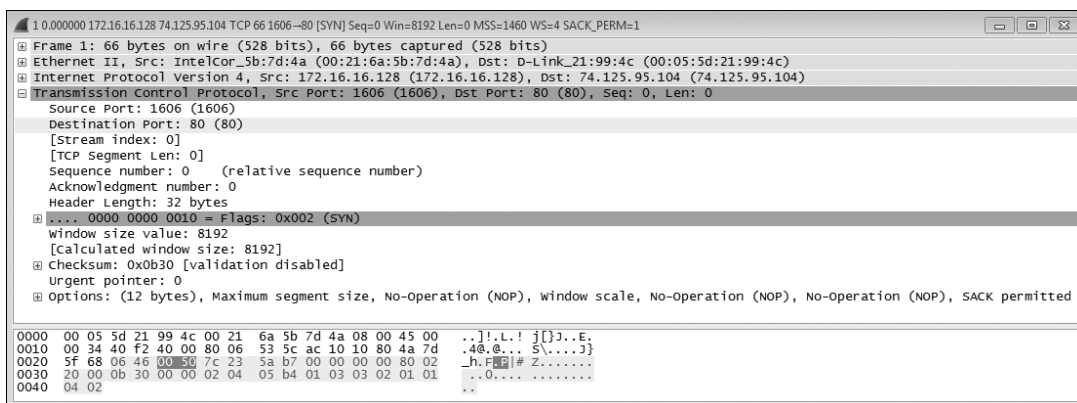 1 0.000000 172.16.16.128 74.125.95.104 TCP 66 1606→80 [SYN] Seq=0 Win=8192 Len=0 MSS=1460 WS=4 SACK_PERM=1
Frame 1: 66 bytes on wire (528 bits), 66 bytes captured (528 bits)
Ethernet II, Src: IntelCor_5b:7d:4a (00:21:6a:5b:7d:4a), Dst: D-Link_21:99:4c (00:05:5d:21:99:4c)
Internet Protocol Version 4, Src: 172.16.16.128 (172.16.16.128), Dst: 74.125.95.104 (74.125.95.104)
Transmission Control Protocol, Src Port: 1606 (1606), Dst Port: 80 (80), Seq: 0, Len: 0
Source Port: 1606 (1606)
Destination Port: 80 (80)
[Stream index: 0]
[TCP Segment Len: 0]
Sequence number: 0    (relative sequence number)
Acknowledgment number: 0
Header Length: 32 bytes
.... 0000 0000 0010 = Flags: 0x002 (SYN)
Window size value: 8192
[Calculated window size: 8192]
Checksum: 0x0b30 [validation disabled]
Urgent pointer: 0
Options: (12 bytes), Maximum segment size, No-Operation (NOP), Window scale, No-Operation (NOP), No-Operation (NOP), SACK permitted
0000  00 05 5d 21 99 4c 00 21  6a 5b 7d 4a 08 00 45 00   ..]!.L.! j[}J..E.
0010  00 34 40 f2 40 00 80 06  53 5c ac 10 10 80 4a 7d   .4@.@... S\....J}
0020  5f 68 06 46 00 50 7c 23  5a b7 00 00 00 00 80 02   _h.F.P|# Z.......
0030  20 00 0b 30 00 00 02 04  05 b4 01 03 03 02 01 01    ..0.... ........
0040  04 02   ..